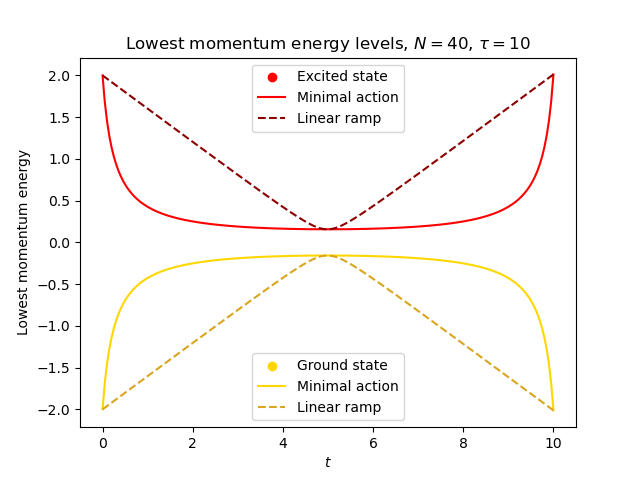 Lowest momentum energy levels, N = 40, τ = 10
Lowest momentum energy
2.0
1.5
1.0
0.5
0.0
−0.5
−1.0
−1.5
−2.0
Excited state
Minimal action
Linear ramp
Ground state
Minimal action
Linear ramp
0
2
4
6
8
10
t